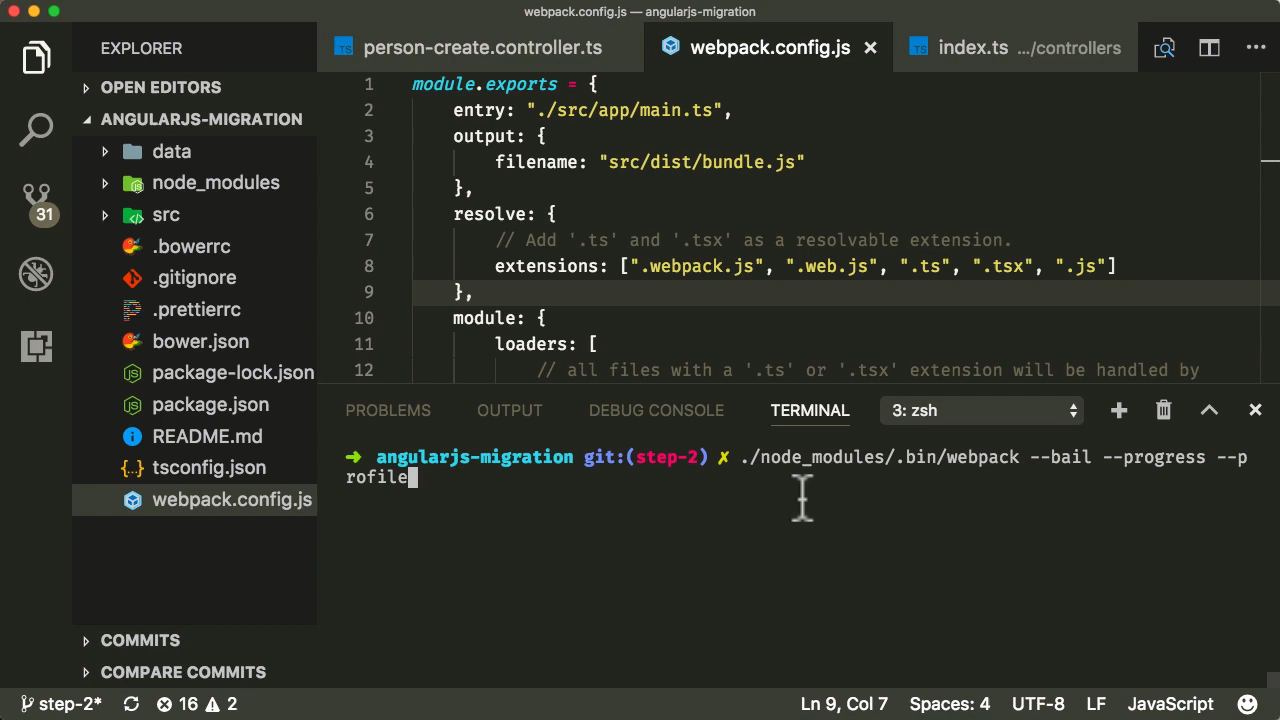 webpack.config.js — angularjs-migration
EXPLORER
OPEN EDITORS
ANGULARJS-MIGRATION
data
node_modules
src
.bowerrc
.gitignore
.prettierrc
bower.json
package-lock.json
package.json
README.md
tsconfig.json
webpack.config.js
COMMITS
COMPARE COMMITS
31
TS person-create.controller.ts
webpack.config.js
TS index.ts .../controllers
1 module.exports = {
2 entry: "./src/app/main.ts",
3 output: {
4 filename: "src/dist/bundle.js"
5 },
6 resolve: {
7 // Add '.ts' and '.tsx' as a resolvable extension.
8 extensions: [".webpack.js", ".web.js", ".ts", ".tsx", ".js"]
9 },
10 module: {
11 loaders: [
12 // all files with a '.ts' or '.tsx' extension will be handled by
PROBLEMS OUTPUT DEBUG CONSOLE TERMINAL 3: zsh
➜ angularjs-migration git:(step-2) ✗ ./node_modules/.bin/webpack --bail --progress --p
rofile
step-2* 16 2 Ln 9, Col 7 Spaces: 4 UTF-8 LF JavaScript